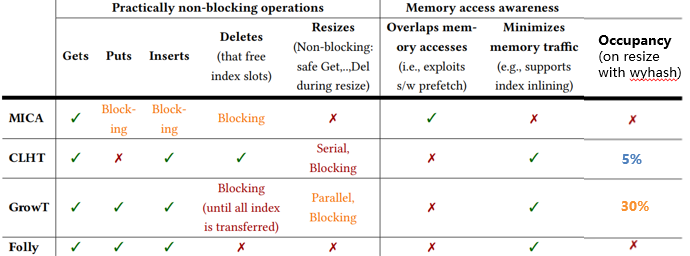 Practically non-blocking operations
Memory access awareness
Gets
Puts
Inserts
Deletes
(that free
index slots)
Resizes
(Non-blocking:
safe Get,..,Del
during resize)
Overlaps mem-
ory accesses
(i.e., exploits
s/w prefetch)
Minimizes
memory traffic
(e.g., supports
index inlining)
Occupancy
(on resize
with wyhash)
MICA ✓ Block-
ing Block-
ing Blocking ✗ ✓ ✗ ✗
CLHT ✓ ✗ ✓ ✓ Serial,
Blocking ✗ ✓ 5%
GrowT ✓ ✓ ✓ Blocking
(until all index
is transferred) Parallel,
Blocking ✗ ✓ 30%
Folly ✓ ✓ ✓ ✗ ✗ ✗ ✓ ✗